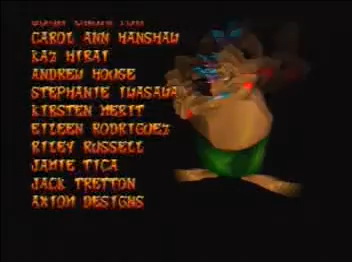 CAROL ANN HANSHAW
KAZ HIRAI
ANDREW HOUSE
STEPHANIE IWASAWA
KIRSTEN MERIT
EILEEN RODRIGUEZ
RILEY RUSSELL
JAMIE TICA
JACK TRETTON
AXIOM DESIGNS